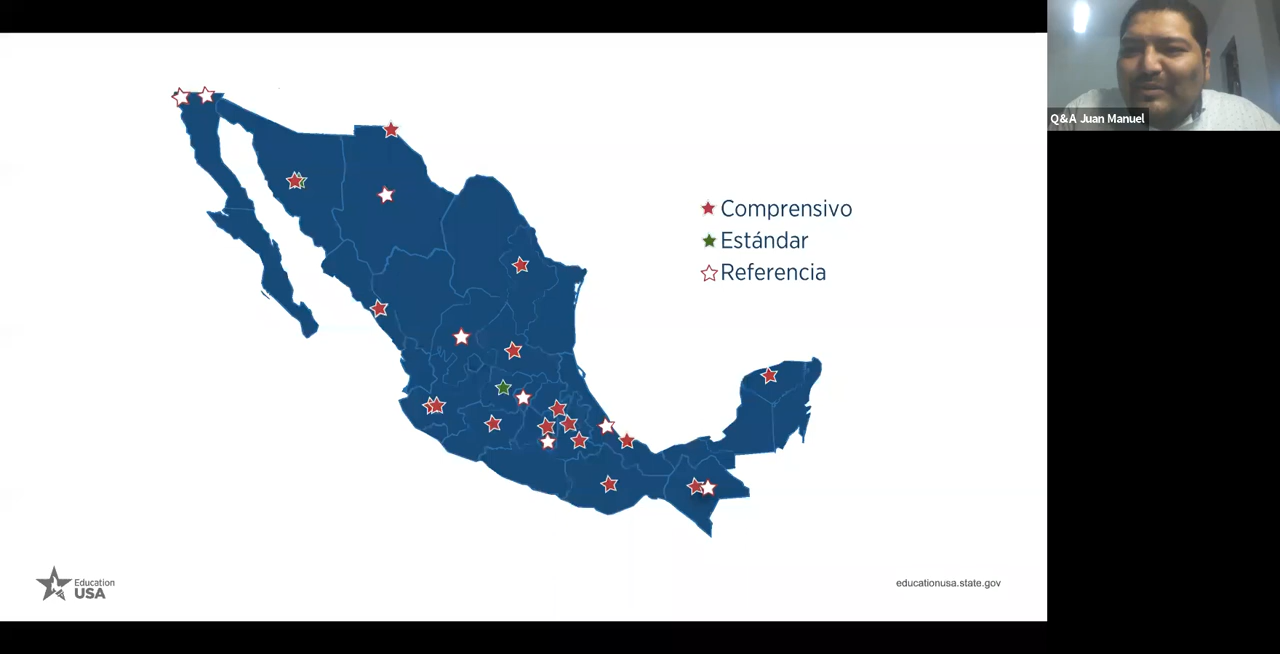 Q&A Juan Manuel
Comprensivo
Estándar
Referencia
Education
USA
educationusa.state.gov